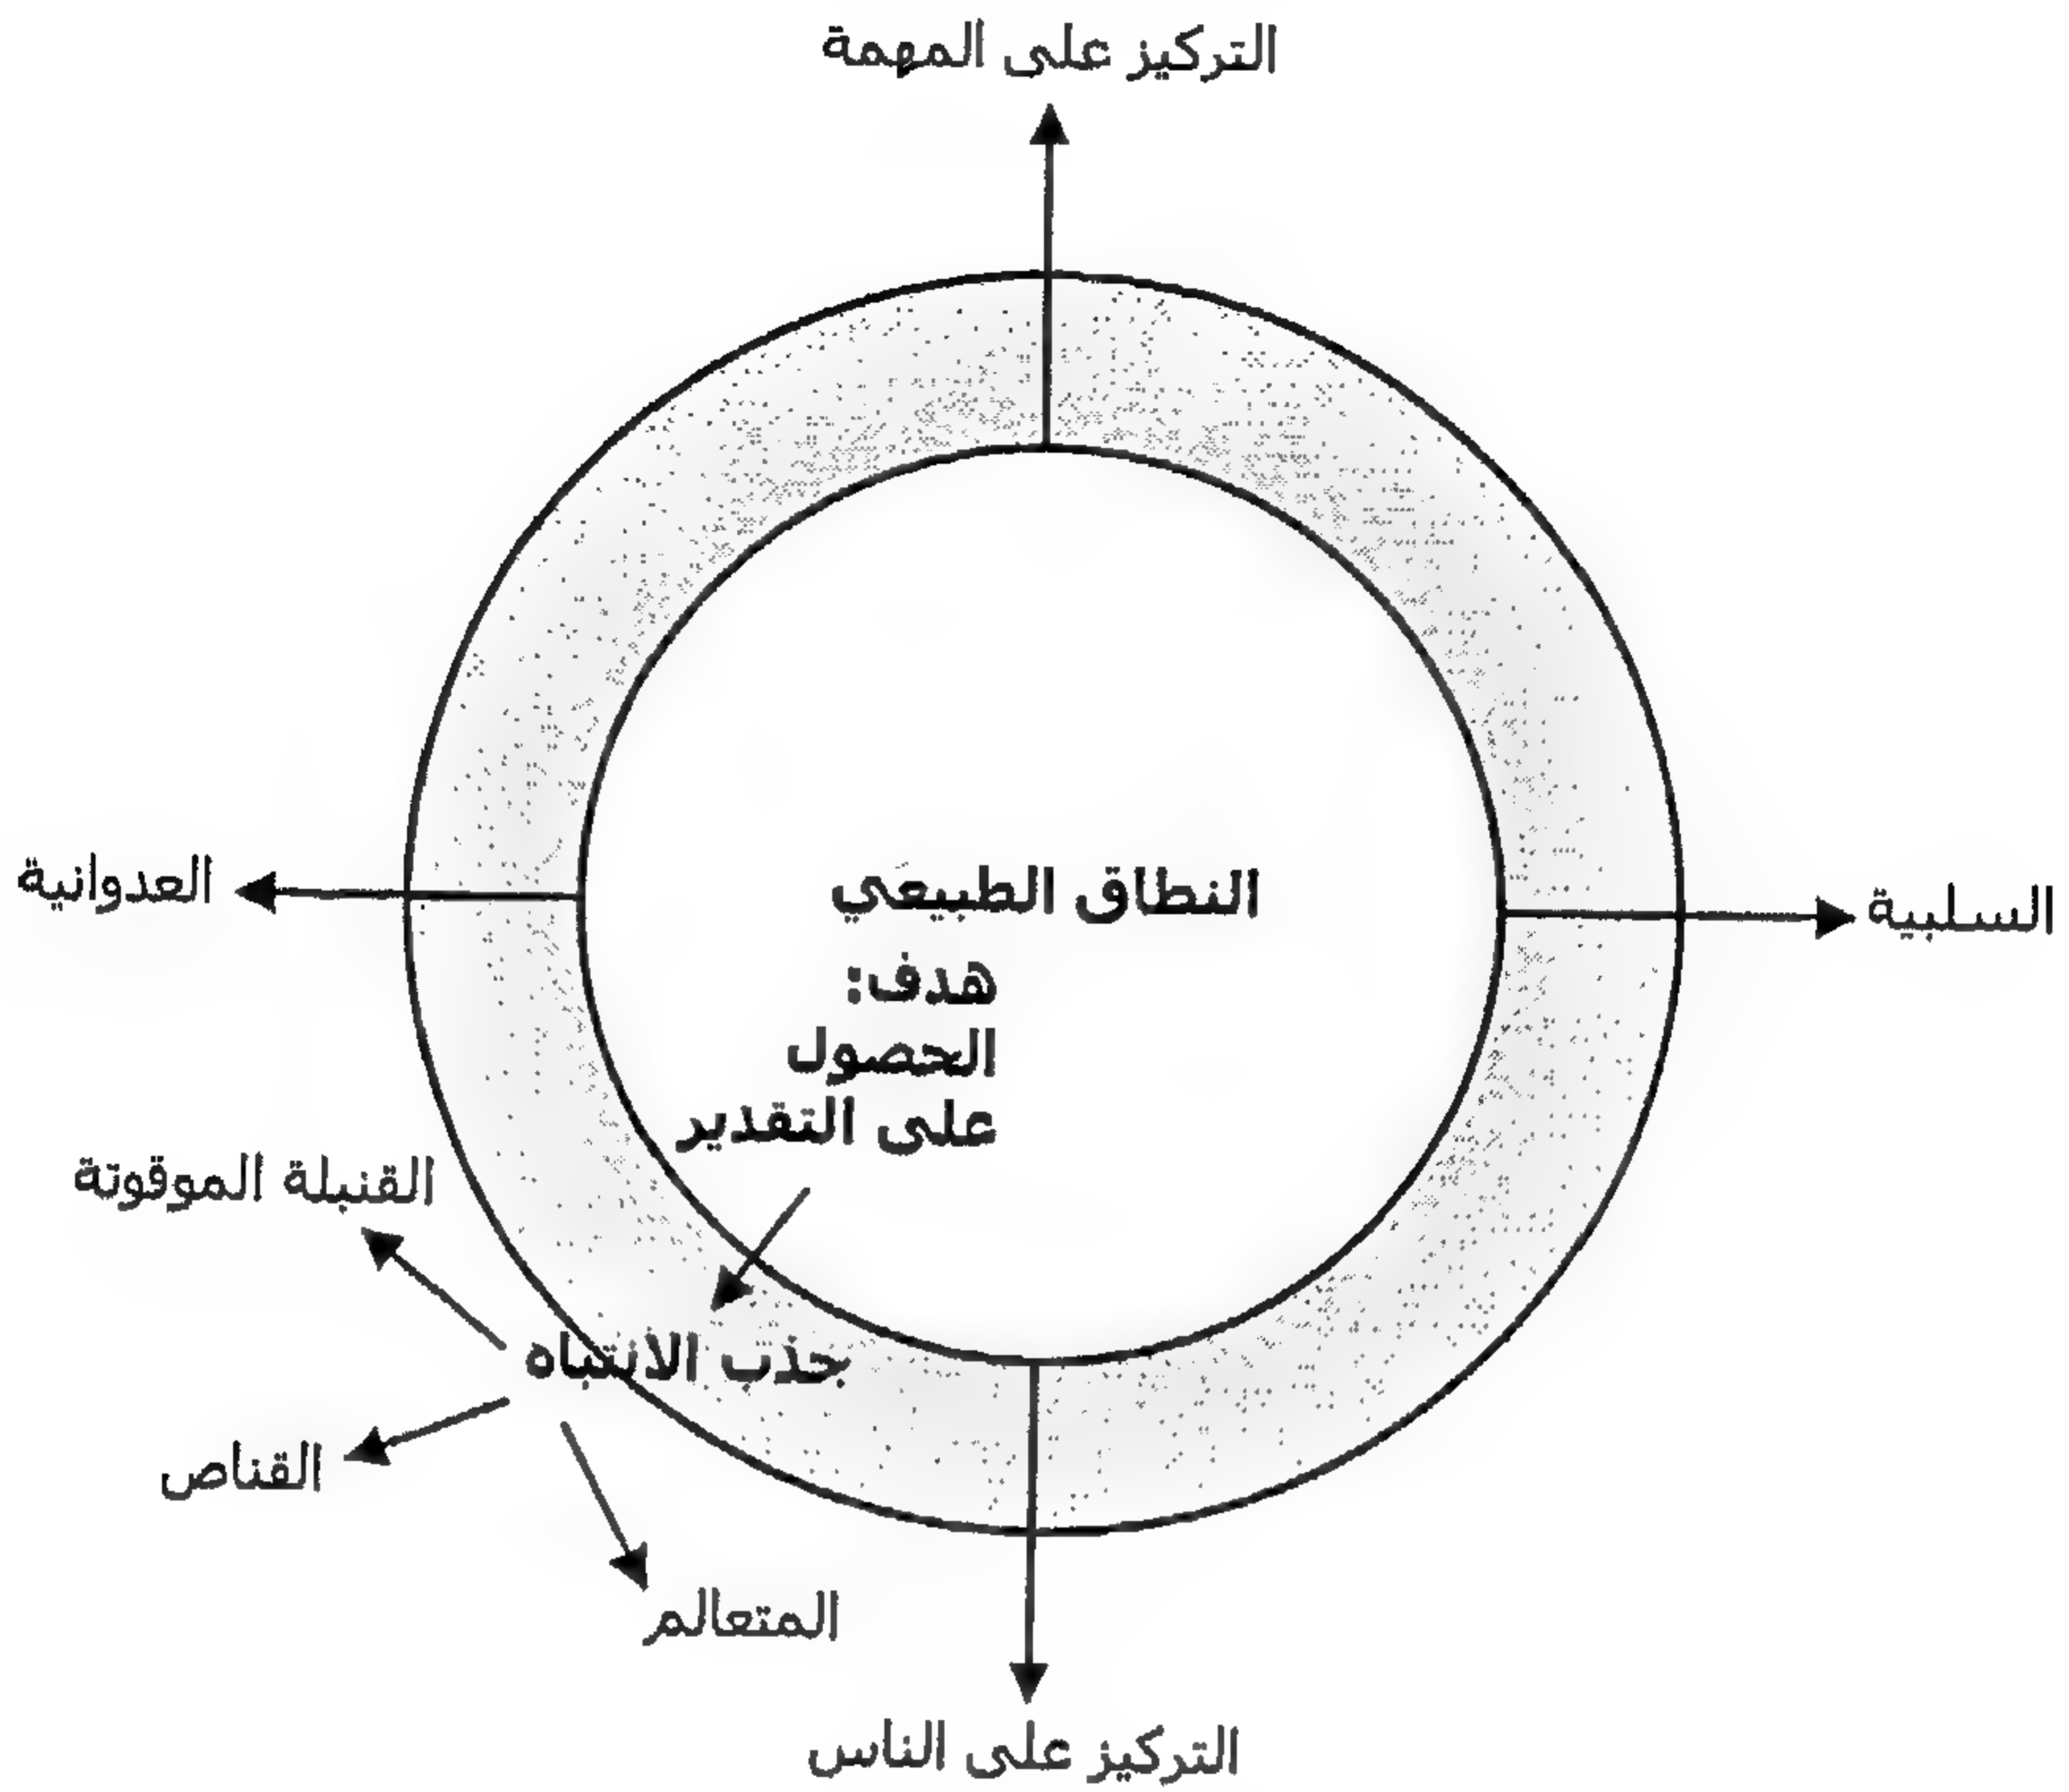 التركيز على المهمة
العدوانية
النطاق الطبيعي
السلبية
هدف:
الحصول
على التقدير
القنبلة الموقوتة
جذب الانتباه
القناص
المتعالم
التركيز على الناس